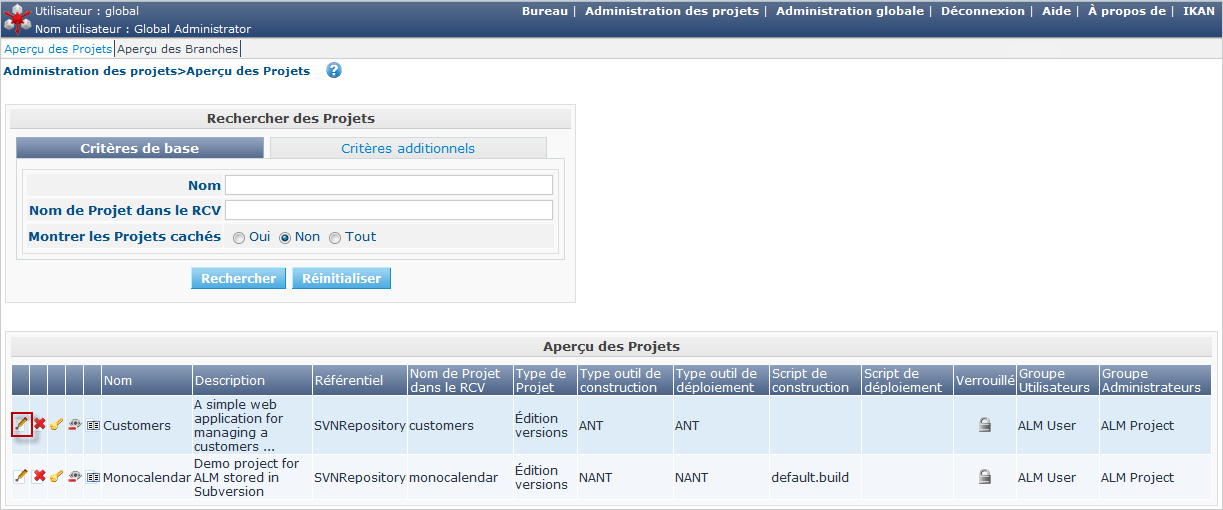 Utilisateur : global
Bureau | Administration des projets | Administration globale | Déconnexion | Aide | À propos de | IKAN
Nom utilisateur : Global Administrator
Aperçu des Projets | Aperçu des Branches |
Administration des projets>Aperçu des Projets ?
Rechercher des Projets
Critères de base Critères additionnels
Nom
Nom de Projet dans le RCV
Montrer les Projets cachés Oui Non Tout
Rechercher Réinitialiser
Aperçu des Projets
Nom Description Référentiel Nom de Projet dans le RCV Type de Projet Type outil de construction Type outil de déploiement Script de construction Script de déploiement Verrouillé Groupe Utilisateurs Groupe Administrateurs
Customers A simple web application for managing a customers ... SVNRepository customers Édition versions ANT ANT ALM User ALM Project
Monocalendar Demo project for ALM stored in Subversion SVNRepository monocalendar Édition versions NANT NANT default.build ALM User ALM Project